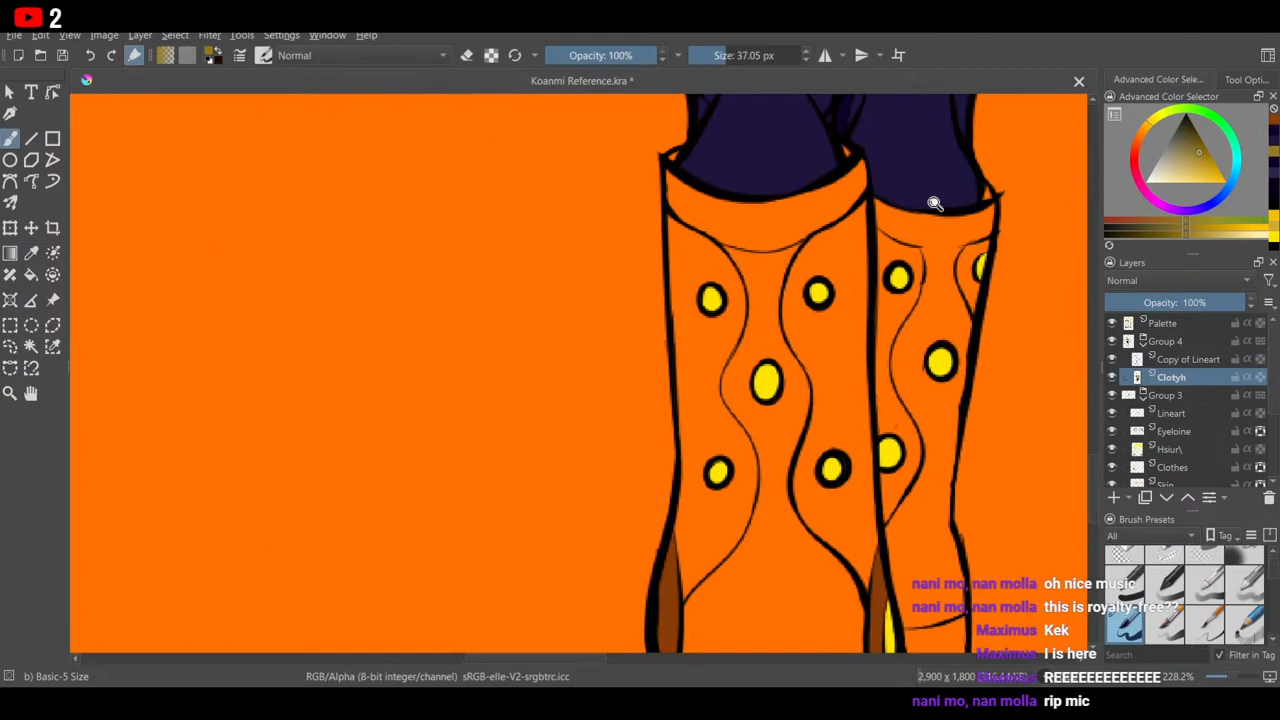 2
File Edit View Image Layer Select Filter Tools Settings Window Help
Normal
Opacity: 100%
Size: 37.05 px
Koanmi Reference.kra *
Advanced Color Sele...
Tool Opti...
Advanced Color Selector
Layers
Normal
Opacity: 100%
Palette
Group 4
Copy of Lineart
Clotyh
Group 3
Lineart
Eyeloine
Hsiur\
Clothes
Skin
Brush Presets
All
Tag
nani mo, nan molla oh nice music
nani mo, nan molla this is royalty-free??
Maximus Kek
Maximus I is here
Maximus REEEEEEEEEEEEE
nani mo, nan molla rip mic
Search
Filter in Tag
b) Basic-5 Size
RGB/Alpha (8-bit integer/channel) sRGB-elle-V2-srgbtrc.icc
2,900 x 1,800
228.2%